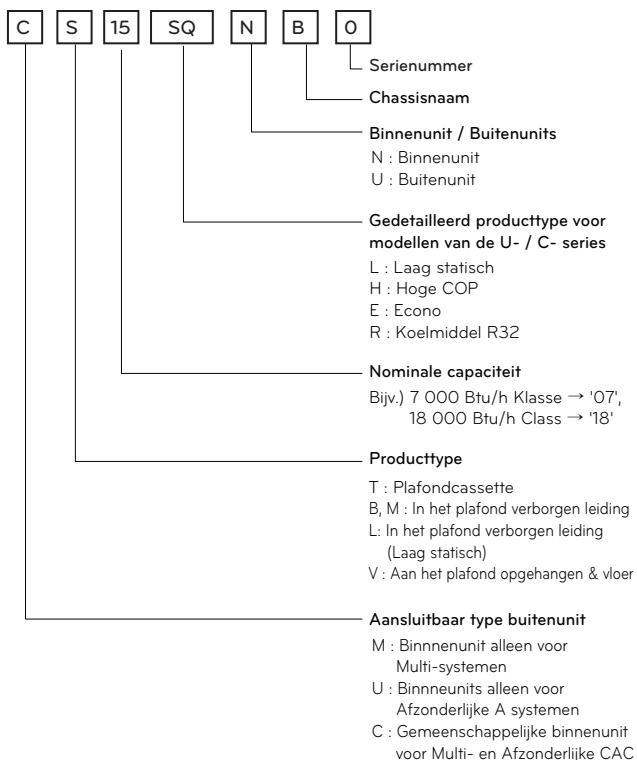 C S 15 SQ N B 0
Serienummer
Chassisnaam
Binnenunit / Buitenunits
N : Binnenunit
U : Buitenunit
Gedetailleerd producttype voor
modellen van de U- / C- series
L : Laag statisch
H : Hoge COP
E : Econo
R : Koelmiddel R32
Nominale capaciteit
Bijv.) 7 000 Btu/h Klasse → '07',
18 000 Btu/h Class → '18'
Producttype
T : Plafondcassette
B, M : In het plafond verborgen leiding
L: In het plafond verborgen leiding
(Laag statisch)
V : Aan het plafond opgehangen & vloer
Aansluitbaar type buitenunit
M : Binnnenunit alleen voor
Multi-systemen
U : Binnneunits alleen voor
Afzonderlijke A systemen
C : Gemeenschappelijke binnenunit
voor Multi- en Afzonderlijke CAC